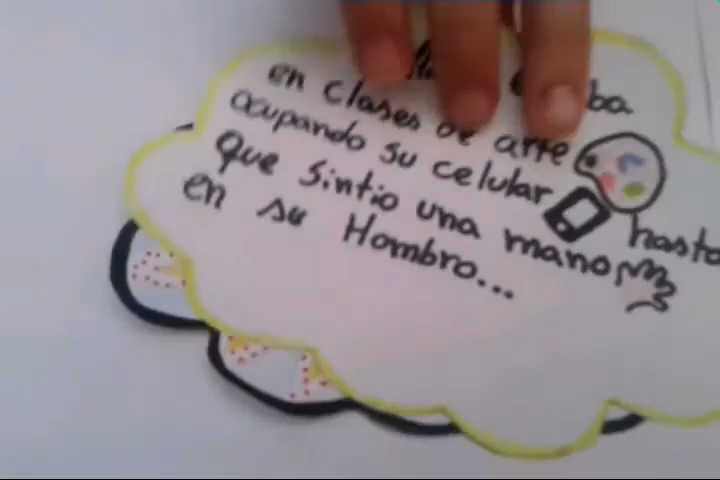 en clases de arte
ocupando su celular hasta
que sintio una mano
en su Hombro...